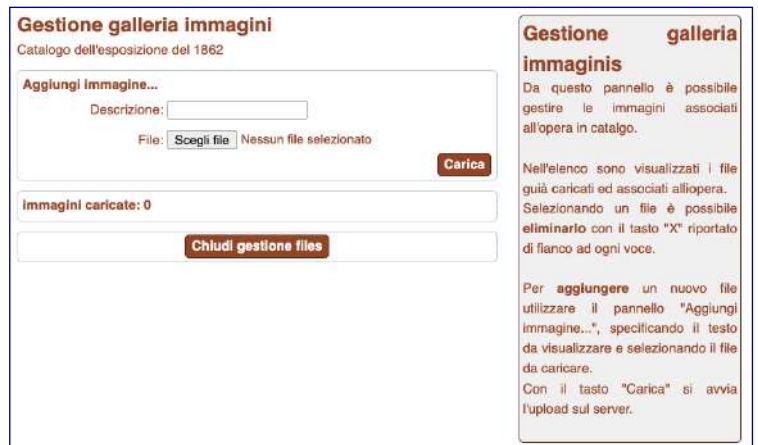 Gestione galleria immagini
Catalogo dell'esposizione del 1862
Aggiungi immagine...
Descrizione:
File: Scegli file Nessun file selezionato
Carica
immagini caricate: 0
Chiudi gestione files
Gestione galleria
immaginis
Da questo pannello è possibile
gestire le immagini associati
all'opera in catalgo.
Nell'elenco sono visualizzati i file
guià caricati ed associati alliopera.
Selezionando un file è possibile
eliminarlo con il tasto "X" riportato
di fianco ad ogni voce.
Per aggiungere un nuovo file
utilizzare il pannello "Aggiungi
immagine...", specificando il testo
da visualizzare e selezionando il file
da caricare.
Con il tasto "Carica" si avvia
l'upload sul server.